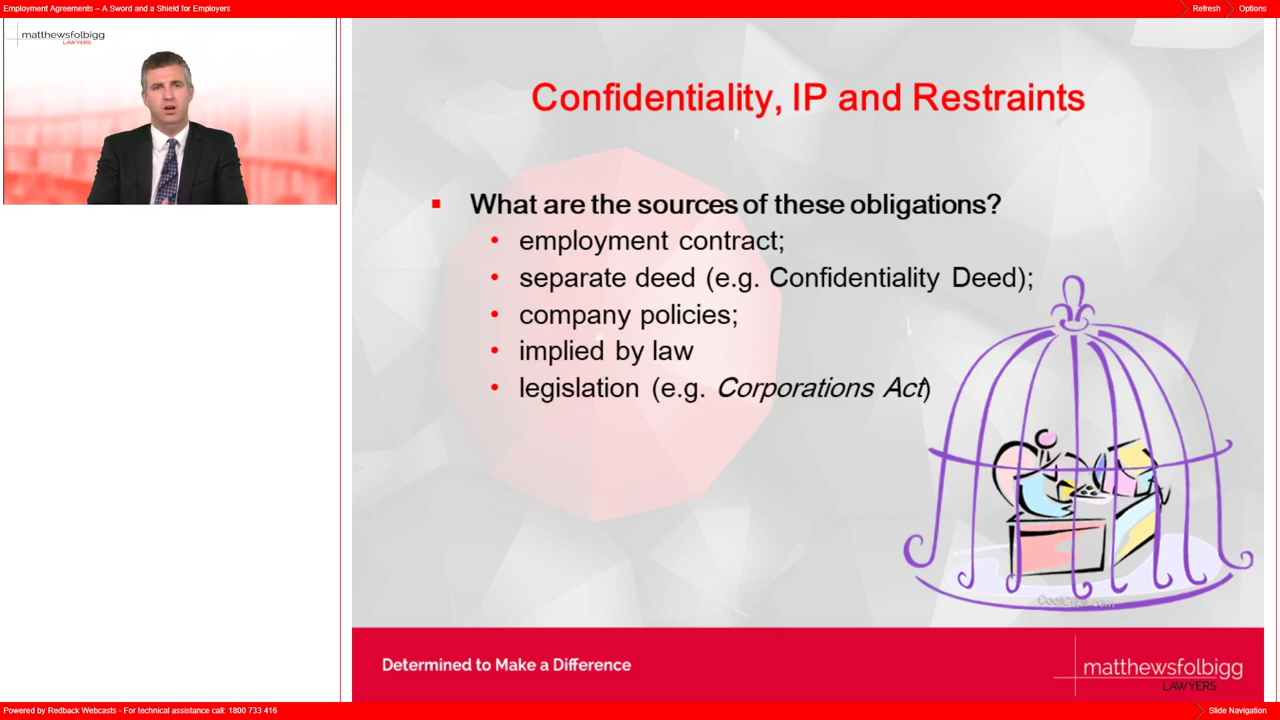 Employment Agreements – A Sword and a Shield for Employers
Refresh
Options
matthewsfolbigg
LAWYERS
Confidentiality, IP and Restraints
What are the sources of these obligations?
employment contract;
separate deed (e.g. Confidentiality Deed);
company policies;
implied by law
legislation (e.g. Corporations Act)
Determined to Make a Difference
matthewsfolbigg
LAWYERS
Powered by Redback Webcasts - For technical assistance call: 1800 733 416
Slide Navigation